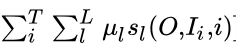 ∑_i^T ∑_l^L μ_l s_l(O,I_i,i)]